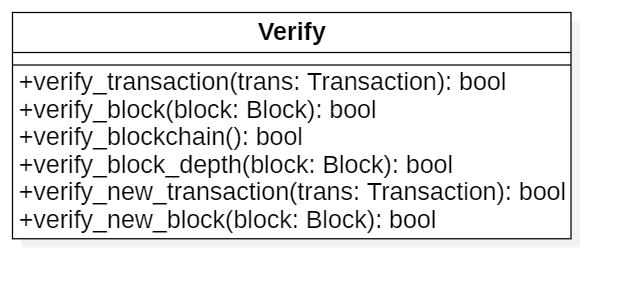 Verify
+verify_transaction(trans: Transaction): bool
+verify_block(block: Block): bool
+verify_blockchain(): bool
+verify_block_depth(block: Block): bool
+verify_new_transaction(trans: Transaction): bool
+verify_new_block(block: Block): bool